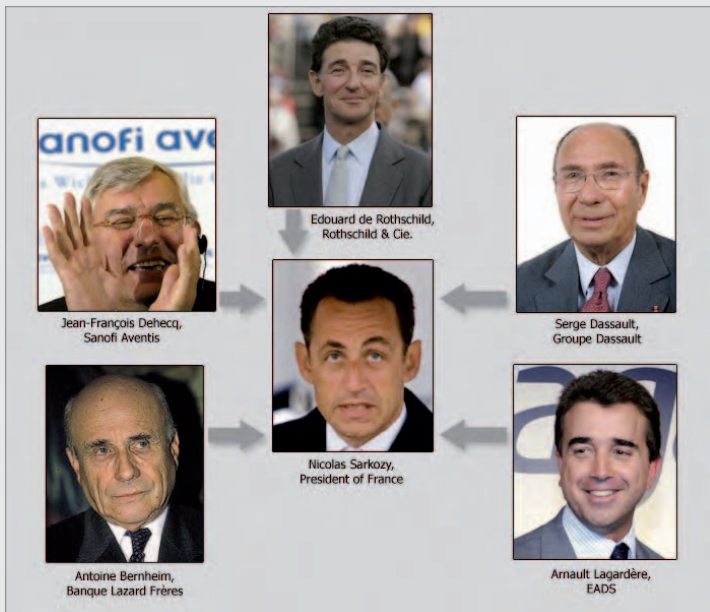 Edouard de Rothschild,
Rothschild & Cie.
anofi ave
Jean-François Dehecq,
Sanofi Aventis
Serge Dassault,
Groupe Dassault
Nicolas Sarkozy,
President of France
Antoine Bernheim,
Banque Lazard Frères
Arnault Lagardère,
EADS